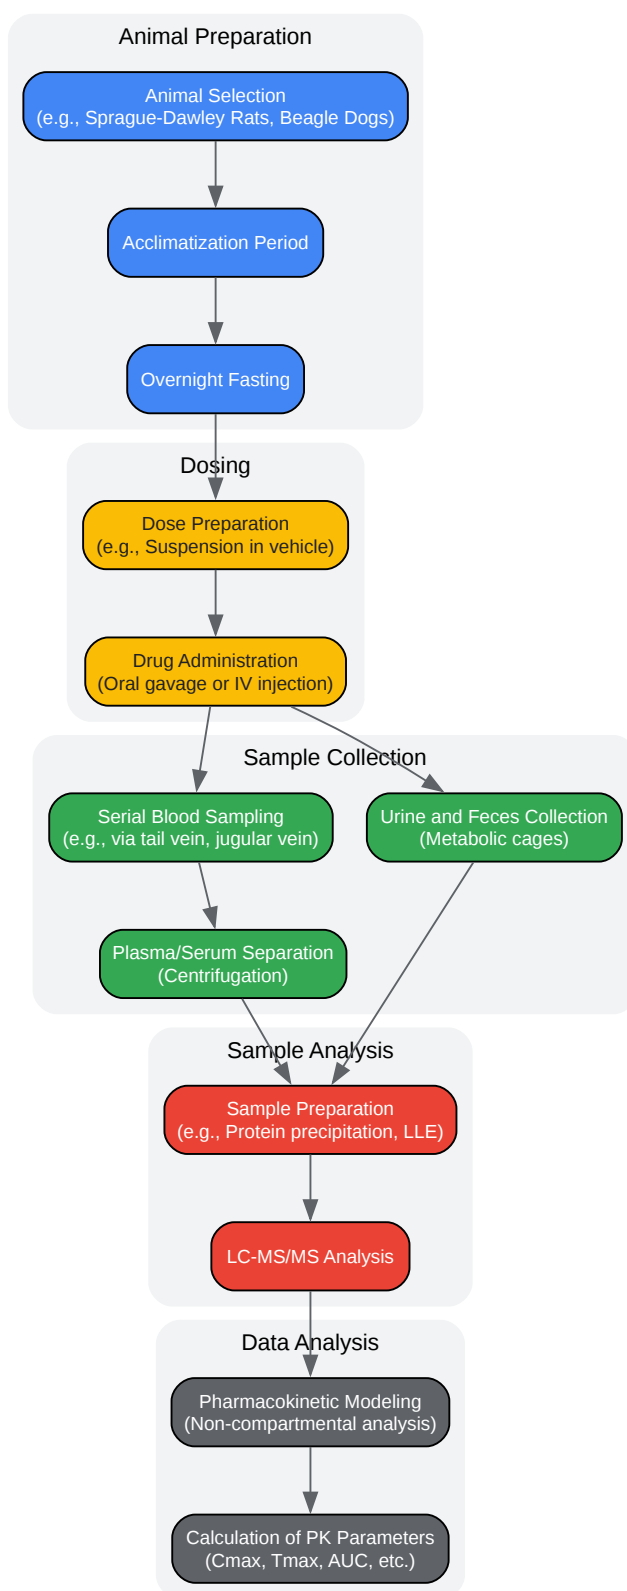 Animal Preparation
Animal Selection
(e.g., Sprague-Dawley Rats, Beagle Dogs)
Acclimatization Period
Overnight Fasting
Dosing
Dose Preparation
(e.g., Suspension in vehicle)
Drug Administration
(Oral gavage or IV injection)
Sample Collection
Serial Blood Sampling
(e.g., via tail vein, jugular vein)
Urine and Feces Collection
(Metabolic cages)
Plasma/Serum Separation
(Centrifugation)
Sample Analysis
Sample Preparation
(e.g., Protein precipitation, LLE)
LC-MS/MS Analysis
Data Analysis
Pharmacokinetic Modeling
(Non-compartmental analysis)
Calculation of PK Parameters
(Cmax, Tmax, AUC, etc.)